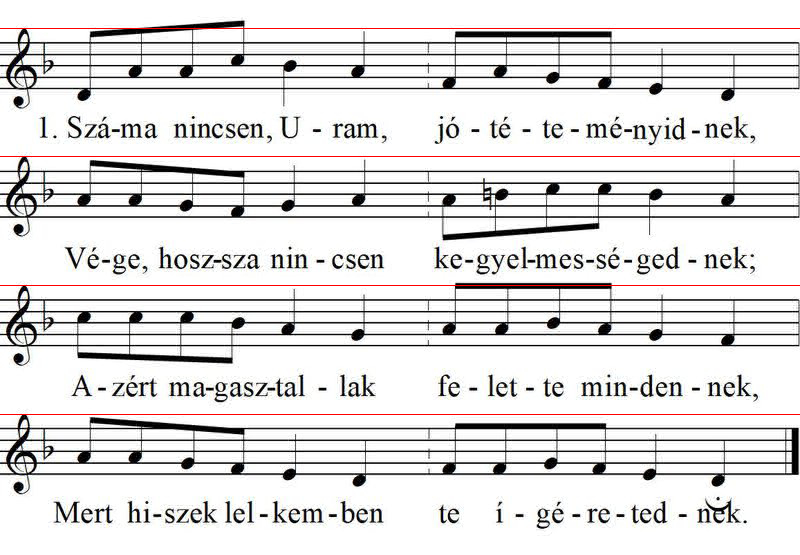 1. Szá-ma nincsen, U - ram, jó - té - te - mé-nyid - nek,
Vé-ge, hosz-sza nin - csen ke-gyel-mes-sé-ged - nek;
A - zért ma-gasz-tal - lak fe - let - te min-den - nek,
Mert hi-szek lel-kem-ben te í - gé - re - ted - nek.